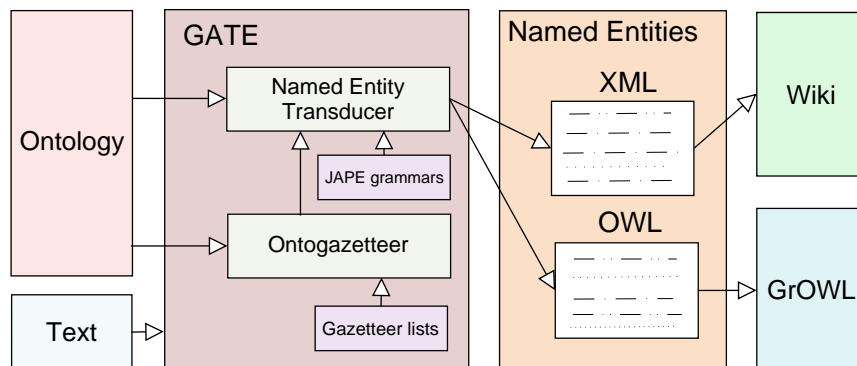 Ontology
Text
GATE
Named Entity
Transducer
JAPE grammars
Ontogazetteer
Gazetteer lists
Named Entities
XML
OWL
Wiki
GrOWL